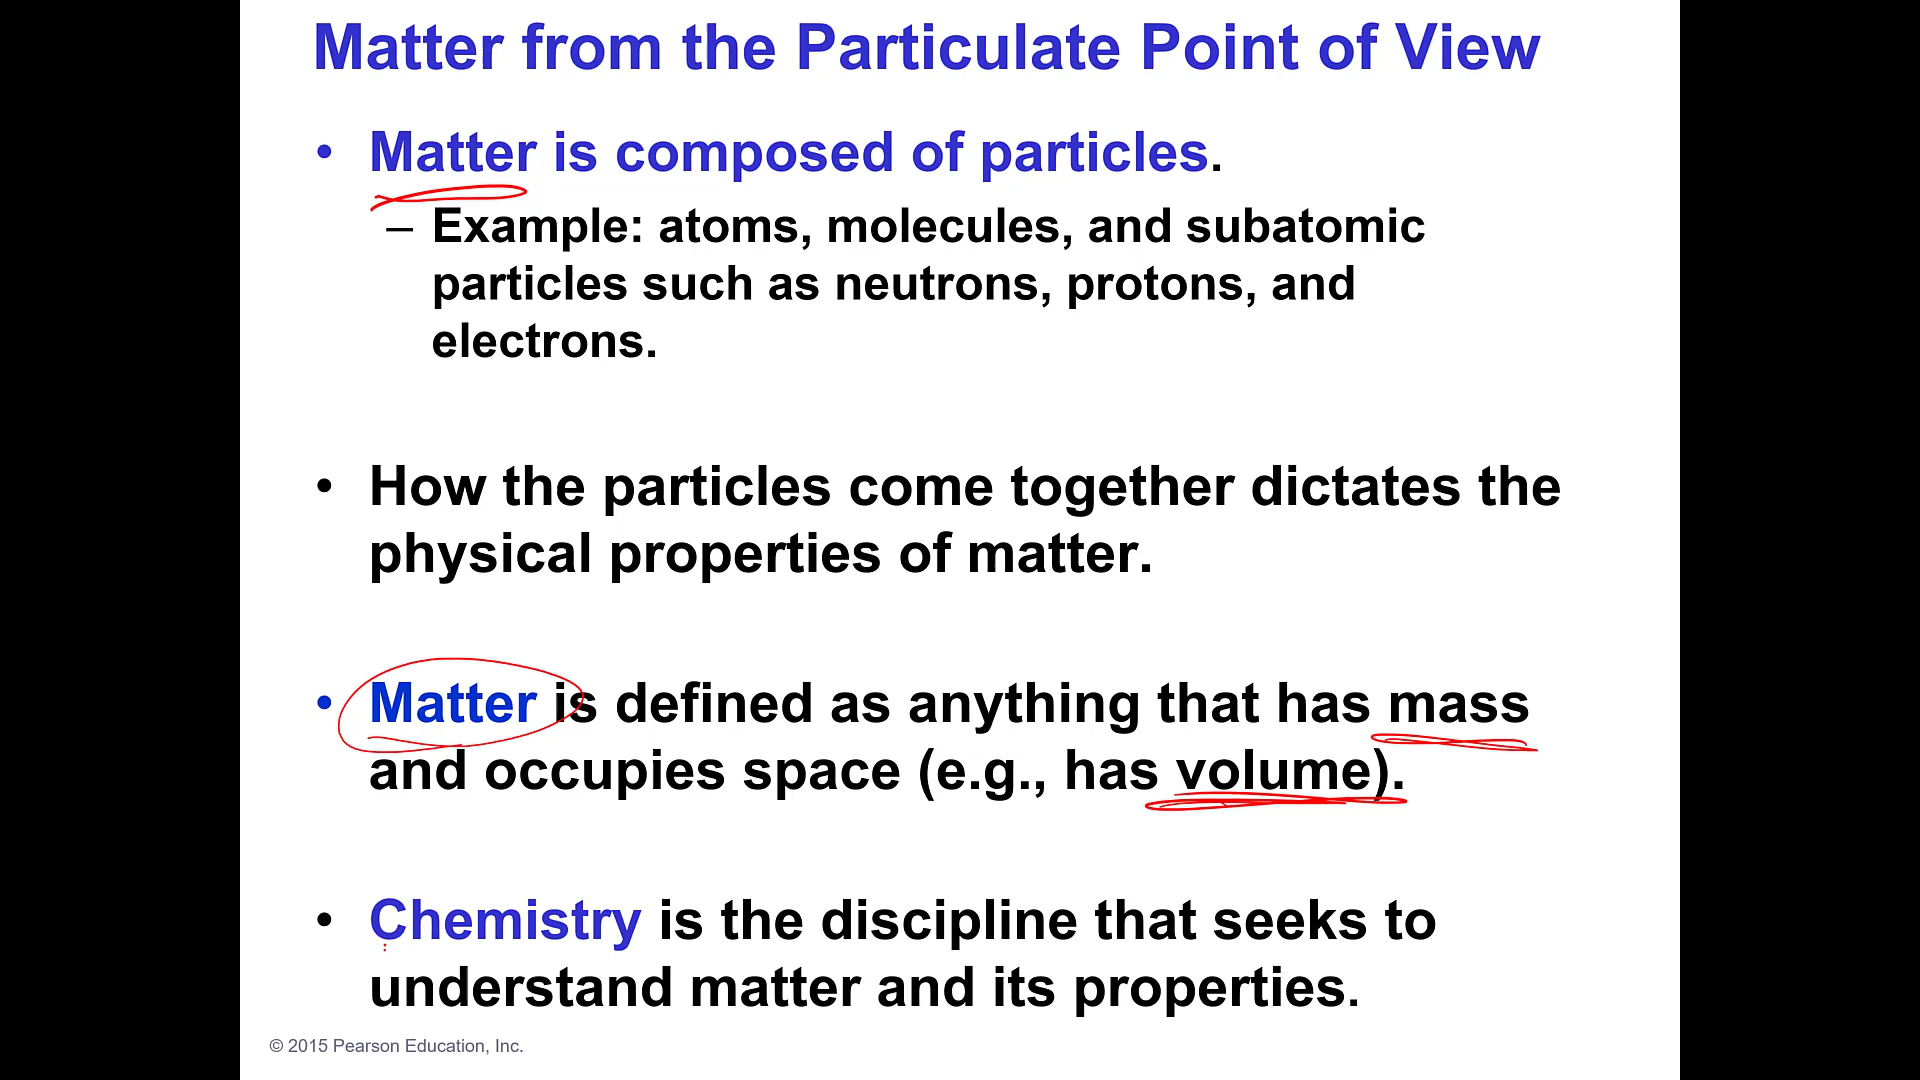 Matter from the Particulate Point of View
• Matter is composed of particles.
– Example: atoms, molecules, and subatomic
particles such as neutrons, protons, and
electrons.
• How the particles come together dictates the
physical properties of matter.
• Matter is defined as anything that has mass
and occupies space (e.g., has volume).
• Chemistry is the discipline that seeks to
understand matter and its properties.
© 2015 Pearson Education, Inc.